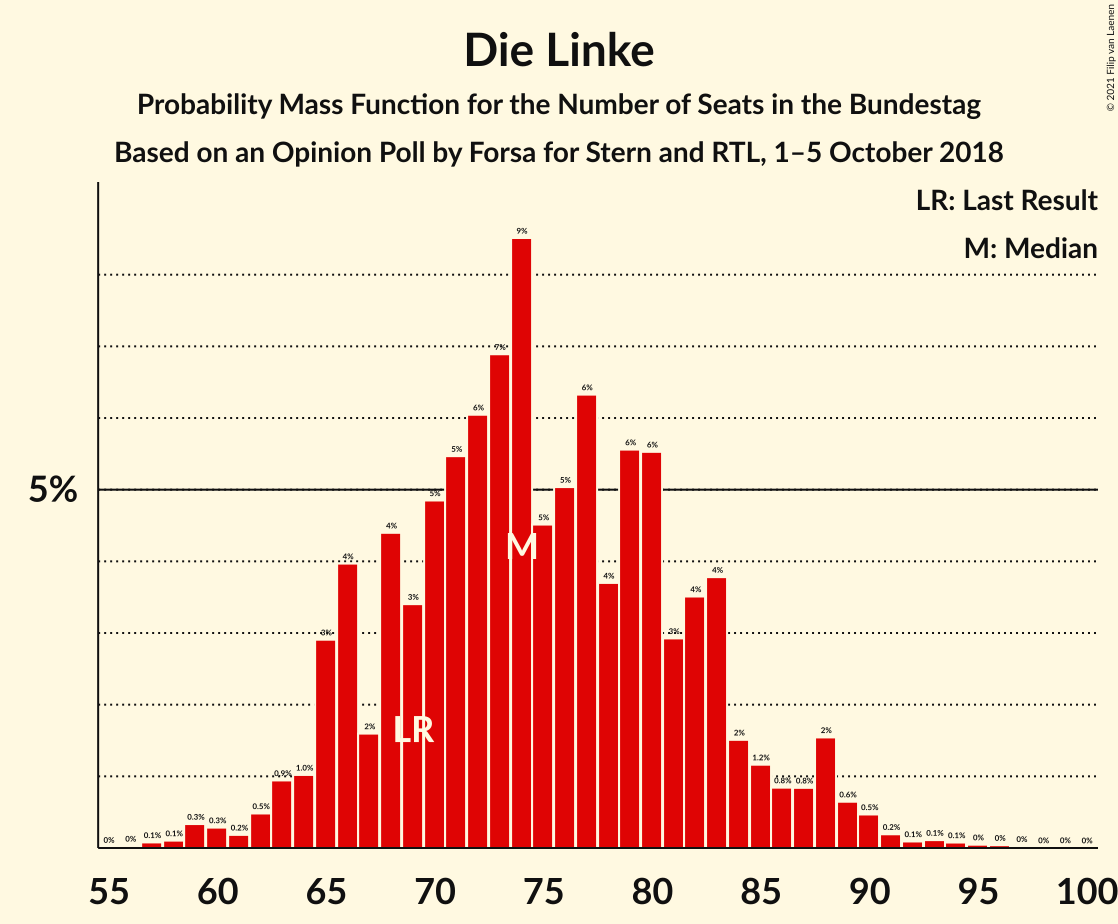 Die Linke
Probability Mass Function for the Number of Seats in the Bundestag
Based on an Opinion Poll by Forsa for Stern and RTL, 1–5 October 2018
© 2021 Filip van Laenen
LR: Last Result
M: Median
5%
0% 0% 0.1% 0.1% 0.3% 0.3% 0.2% 0.5% 0.9% 1.0% 3% 4% 2% 4% 3% 5% 5% 6% 7% 9% 5% 5% 6% 4% 6% 6% 3% 4% 4% 2% 1.2% 0.8% 0.8% 2% 0.6% 0.5% 0.2% 0.1% 0.1% 0.1% 0% 0% 0% 0% 0% 0%
M
LR
55 60 65 70 75 80 85 90 95 100